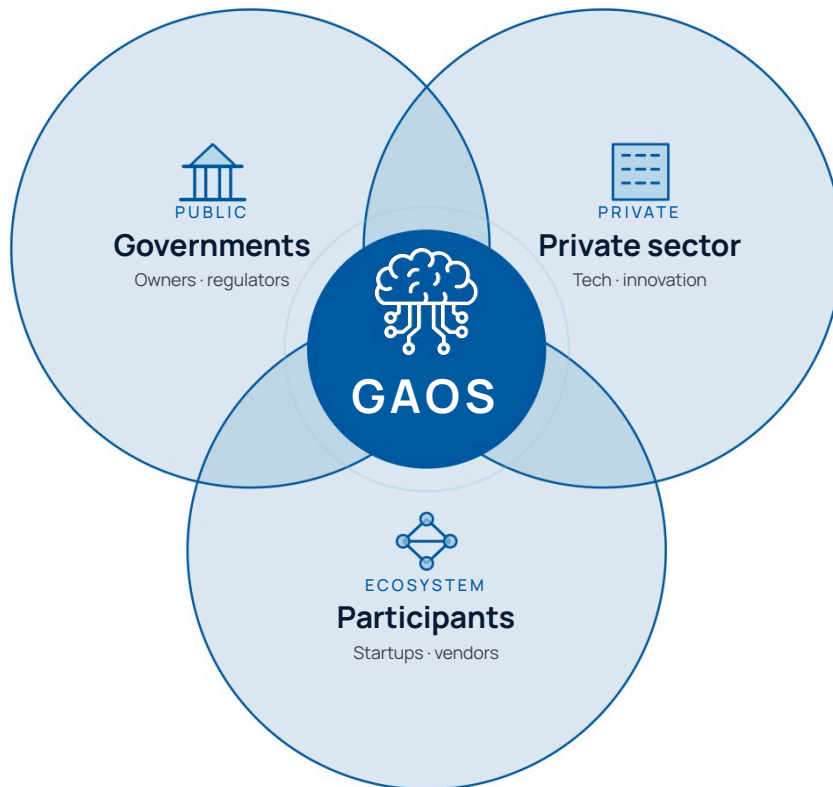 PUBLIC
Governments
Owners · regulators
PRIVATE
Private sector
Tech · innovation
GAOS
ECOSYSTEM
Participants
Startups · vendors